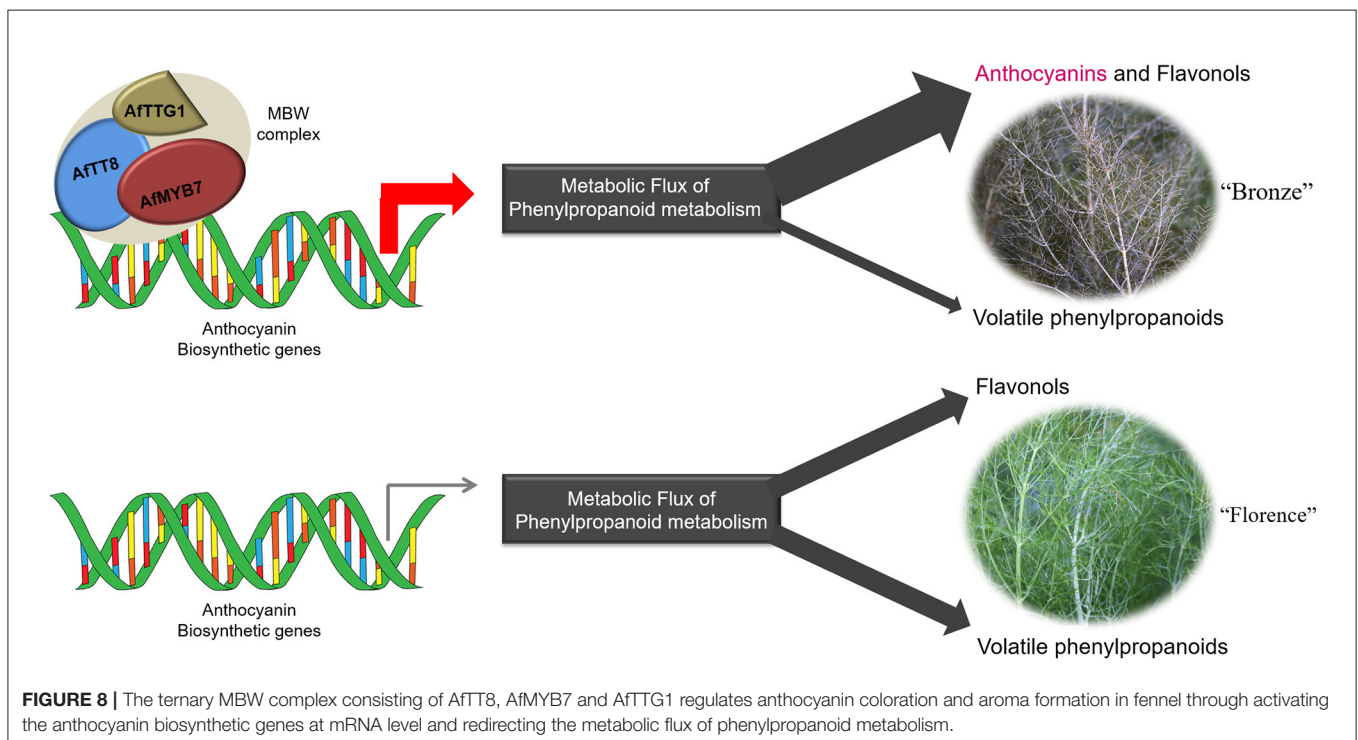 AfTTG1
AfTT8
AfMYB7
MBW
complex
Anthocyanin
Biosynthetic genes
Metabolic Flux of
Phenylpropanoid metabolism
Anthocyanins and Flavonols
“Bronze”
Volatile phenylpropanoids
Anthocyanin
Biosynthetic genes
Metabolic Flux of
Phenylpropanoid metabolism
Flavonols
“Florence”
Volatile phenylpropanoids
FIGURE 8 | The ternary MBW complex consisting of AfTT8, AfMYB7 and AfTTG1 regulates anthocyanin coloration and aroma formation in fennel through activating
the anthocyanin biosynthetic genes at mRNA level and redirecting the metabolic flux of phenylpropanoid metabolism.